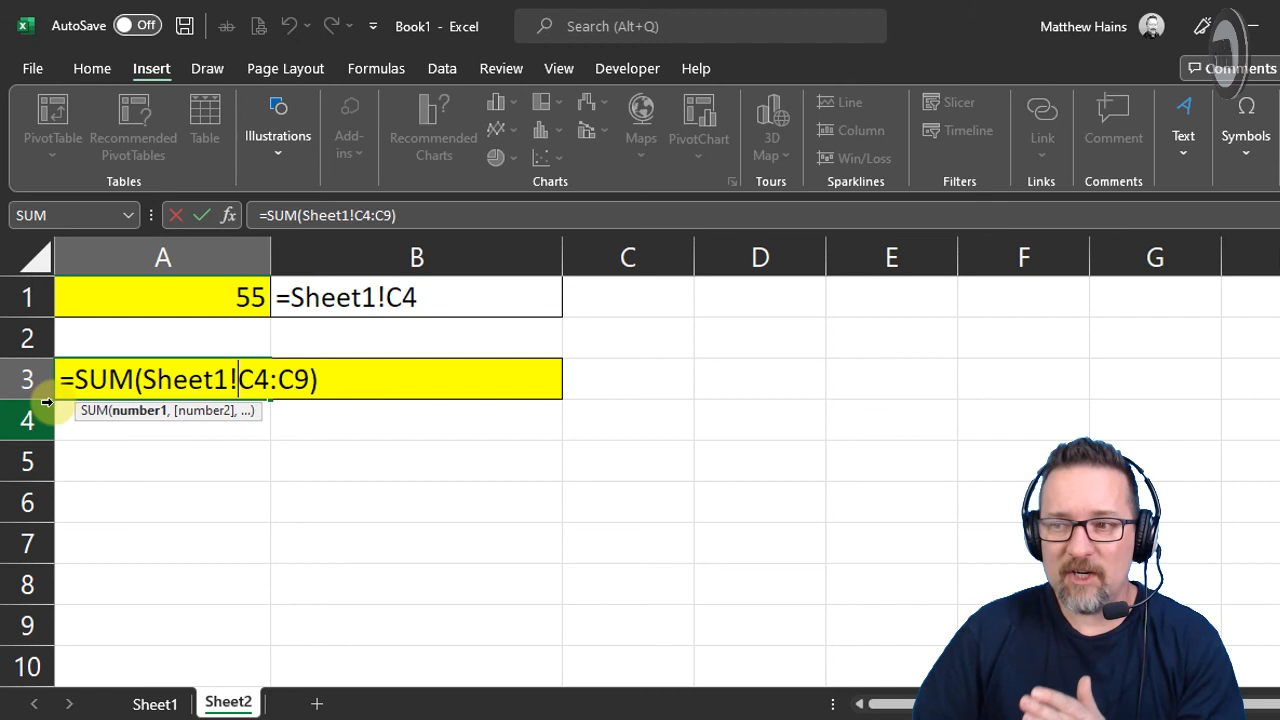 AutoSave Off Book1 - Excel Search (Alt+Q) Matthew Hains
File Home Insert Draw Page Layout Formulas Data Review View Developer Help Comments
PivotTable
Recommended
PivotTables
Table
Tables
Illustrations
Add-
ins
Recommended
Charts
Maps
PivotChart
Charts
3D
Map
Tours
Line
Column
Win/Loss
Sparklines
Slicer
Timeline
Filters
Link
Links
Comment
Comments
Text
Symbols
SUM fx =SUM(Sheet1!C4:C9)
A B C D E F G
1 55 =Sheet1!C4
2
3 =SUM(Sheet1!C4:C9)
SUM(number1, [number2], ...)
4
5
6
7
8
9
10
Sheet1 Sheet2